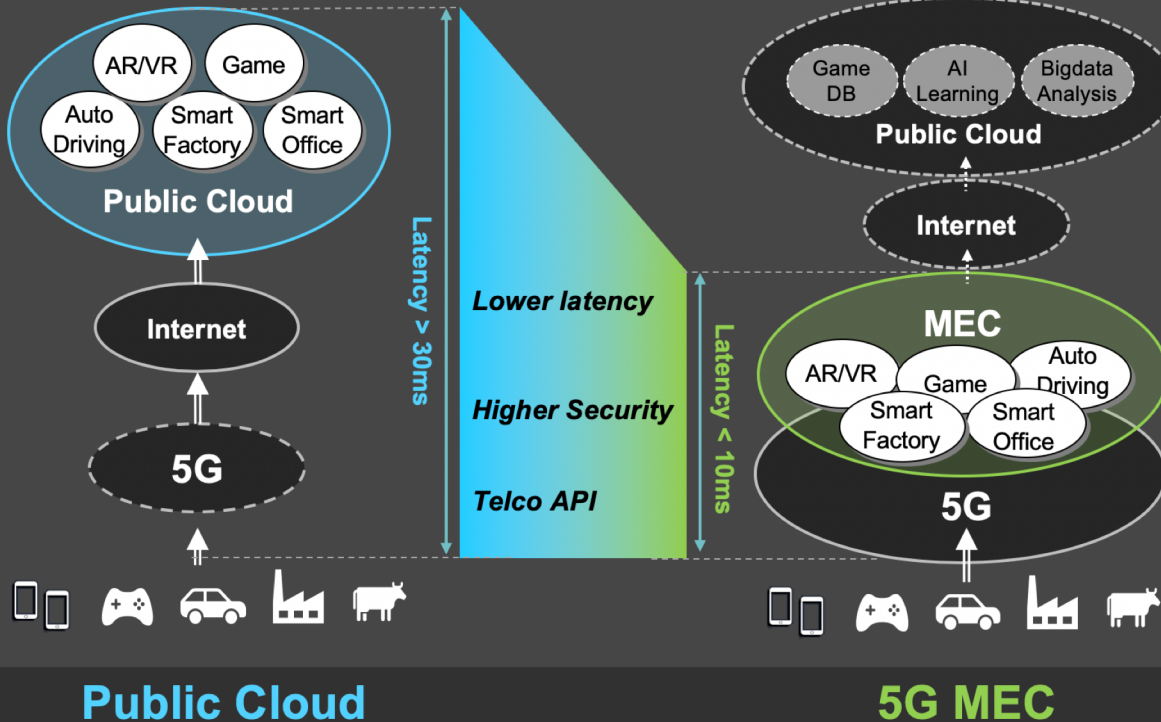 AR/VR
Game
Auto
Driving
Smart
Factory
Smart
Office
Public Cloud
Internet
5G
Latency > 30ms
Lower latency
Higher Security
Telco API
Latency < 10ms
Game
DB
AI
Learning
Bigdata
Analysis
Public Cloud
Internet
MEC
AR/VR
Game
Auto
Driving
Smart
Factory
Smart
Office
5G
Public Cloud
5G MEC